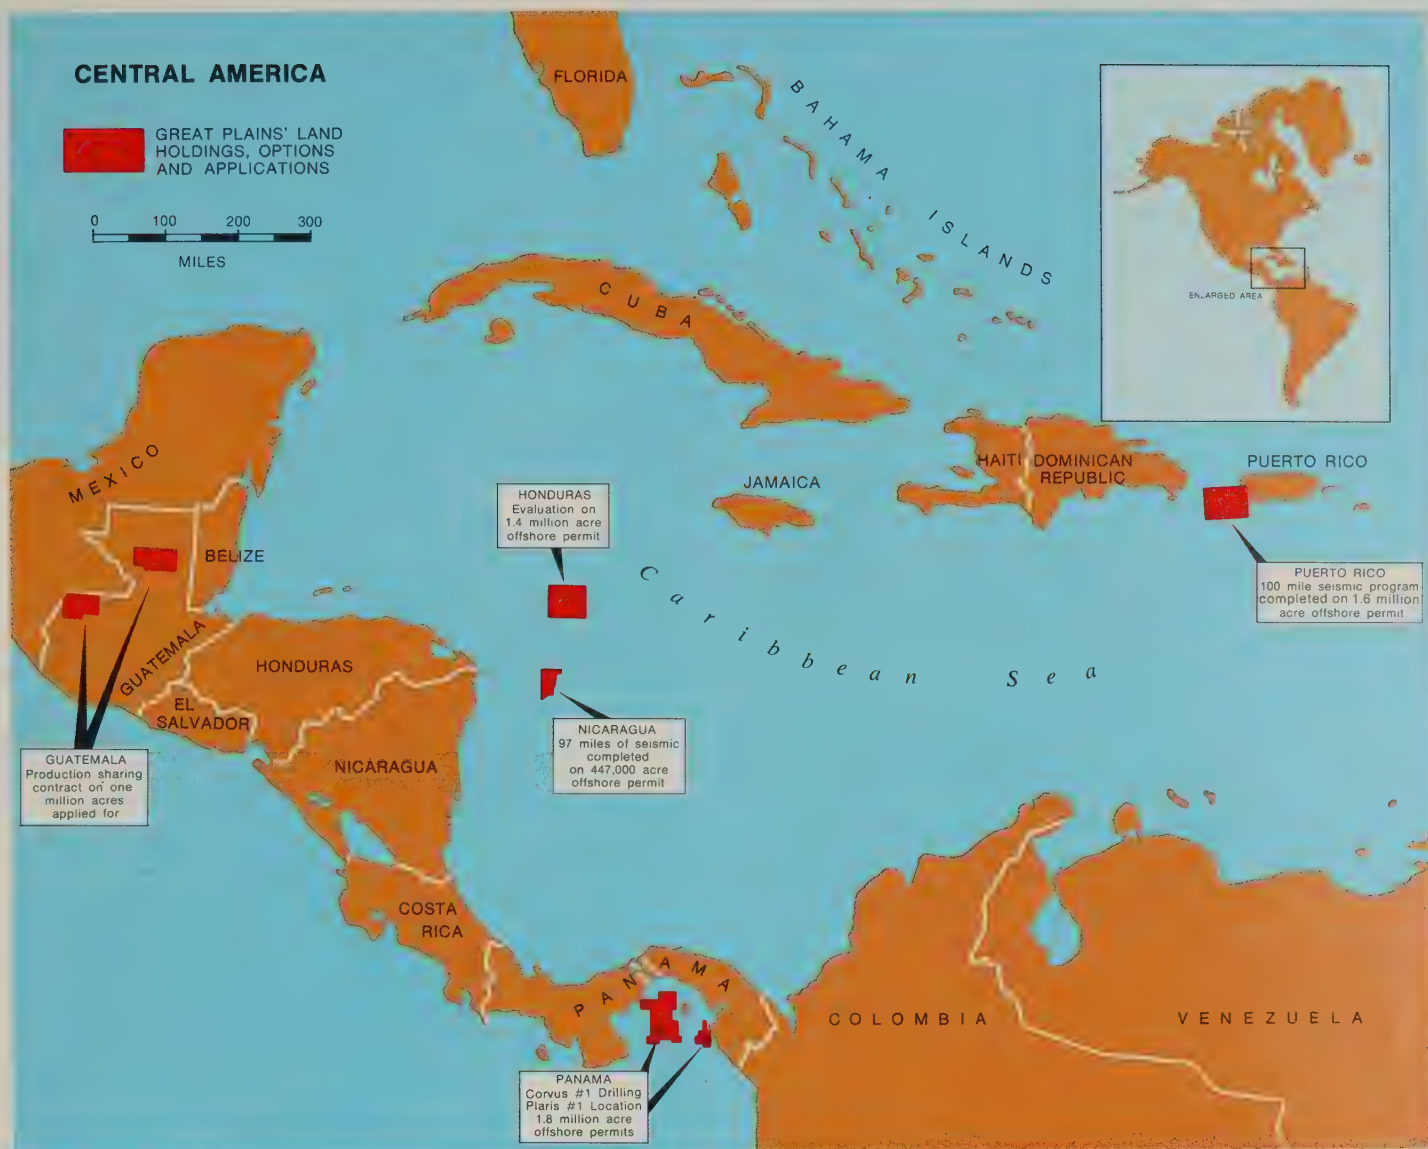 CENTRAL AMERICA
GREAT PLAINS' LAND
HOLDINGS, OPTIONS
AND APPLICATIONS
0 100 200 300
MILES
FLORIDA
BAHAMA ISLANDS
ENLARGED AREA
CUBA
MEXICO
BELIZE
GUATEMALA
HONDURAS
EL
SALVADOR
NICARAGUA
COSTA
RICA
PANAMA
COLOMBIA
VENEZUELA
JAMAICA
HAITI
DOMINICAN
REPUBLIC
PUERTO RICO
Caribbean Sea
HONDURAS
Evaluation on
1.4 million acre
offshore permit
PUERTO RICO
100 mile seismic program
completed on 1.6 million
acre offshore permit
NICARAGUA
97 miles of seismic
completed
on 447,000 acre
offshore permit
GUATEMALA
Production sharing
contract on one
million acres
applied for
PANAMA
Corvus #1 Drilling
Plaris #1 Location
1.8 million acre
offshore permits